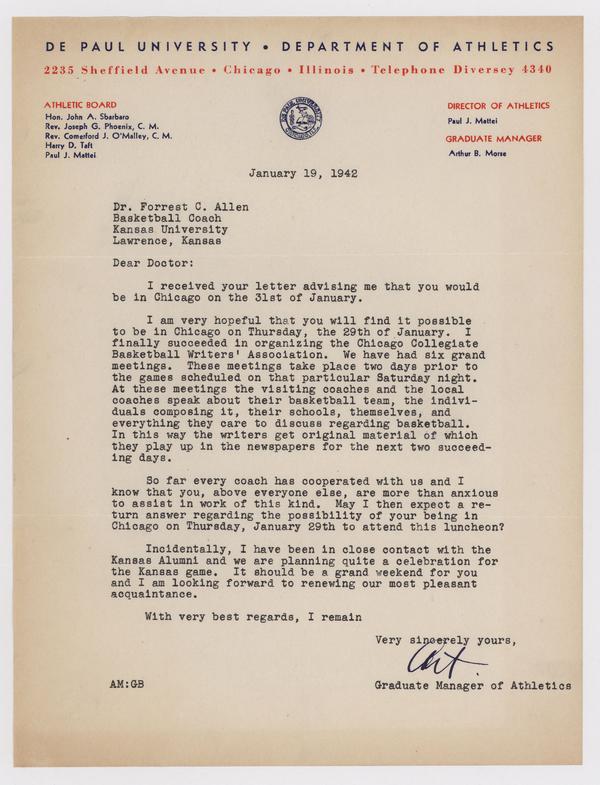 DE PAUL UNIVERSITY • DEPARTMENT OF ATHLETICS
2235 Sheffield Avenue • Chicago • Illinois • Telephone Diversey 4340
ATHLETIC BOARD
Hon. John A. Sbarbaro
Rev. Joseph G. Phoenix, C. M.
Rev. Comerford J. O'Malley, C. M.
Harry D. Taft
Paul J. Mattei
DE PAUL UNIVERSITY
CHICAGO
DIRECTOR OF ATHLETICS
Paul J. Mattei
GRADUATE MANAGER
Arthur B. Morse
January 19, 1942
Dr. Forrest C. Allen
Basketball Coach
Kansas University
Lawrence, Kansas
Dear Doctor:
I received your letter advising me that you would
be in Chicago on the 31st of January.
I am very hopeful that you will find it possible
to be in Chicago on Thursday, the 29th of January. I
finally succeeded in organizing the Chicago Collegiate
Basketball Writers' Association. We have had six grand
meetings. These meetings take place two days prior to
the games scheduled on that particular Saturday night.
At these meetings the visiting coaches and the local
coaches speak about their basketball team, the indivi-
duals composing it, their schools, themselves, and
everything they care to discuss regarding basketball.
In this way the writers get original material of which
they play up in the newspapers for the next two succeed-
ing days.
So far every coach has cooperated with us and I
know that you, above everyone else, are more than anxious
to assist in work of this kind. May I then expect a re-
turn answer regarding the possibility of your being in
Chicago on Thursday, January 29th to attend this luncheon?
Incidentally, I have been in close contact with the
Kansas Alumni and we are planning quite a celebration for
the Kansas game. It should be a grand weekend for you
and I am looking forward to renewing our most pleasant
acquaintance.
With very best regards, I remain
Very sincerely yours,
Art.
AM:GB
Graduate Manager of Athletics